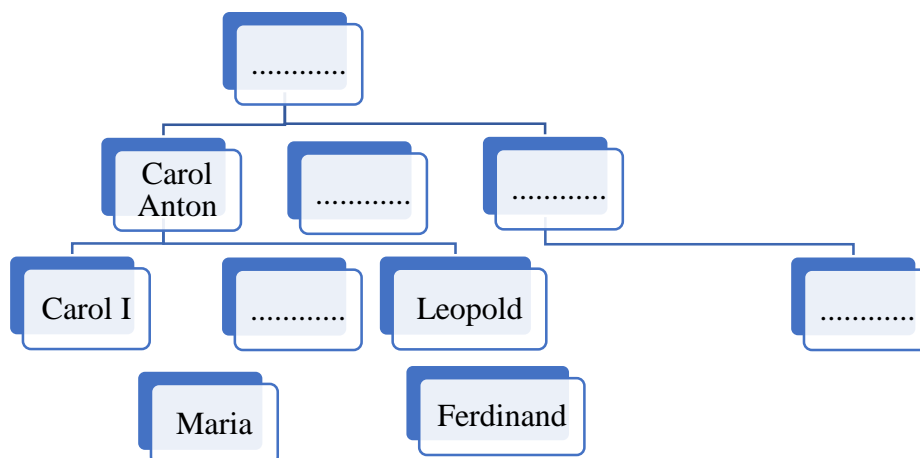 ............
Carol
Anton
............
............
Carol I
............
Leopold
............
Maria
Ferdinand